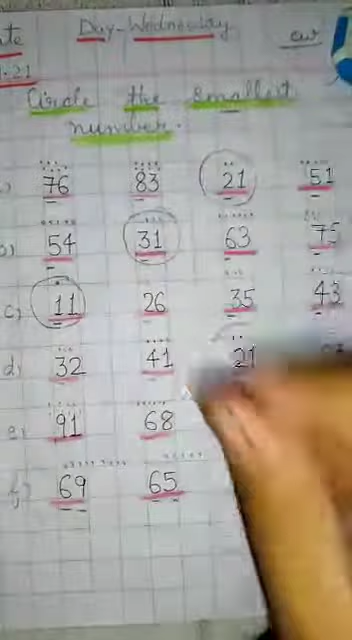 Day-Wednesday
cw
Circle the smallest
number.
76 83 21 51
54 31 63 75
c) 11 26 35 43
d) 32 41 21
e) 91 68
f) 69 65